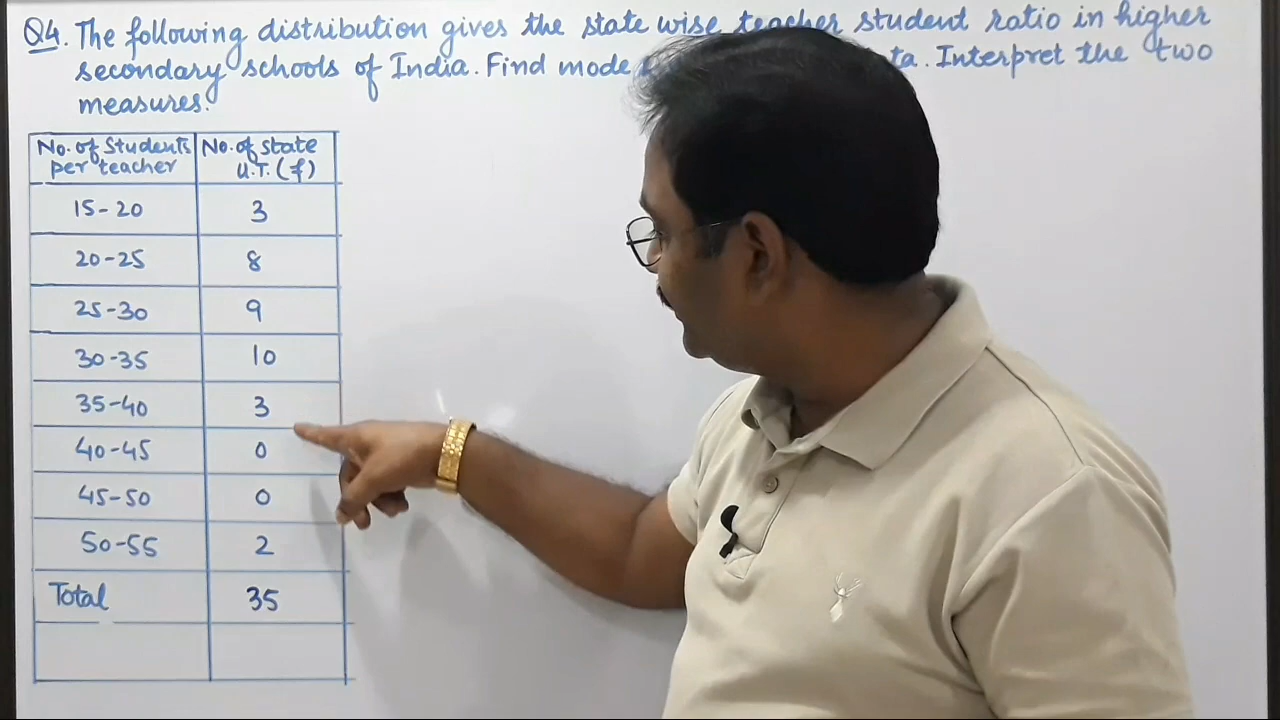 Q4. The following distribution gives the state wise teacher student ratio in higher
secondary schools of India. Find mode ta. Interpret the two
measures.
No. of Students per teacher No. of state U.T. (f)
15-20 3
20-25 8
25-30 9
30-35 10
35-40 3
40-45 0
45-50 0
50-55 2
Total 35